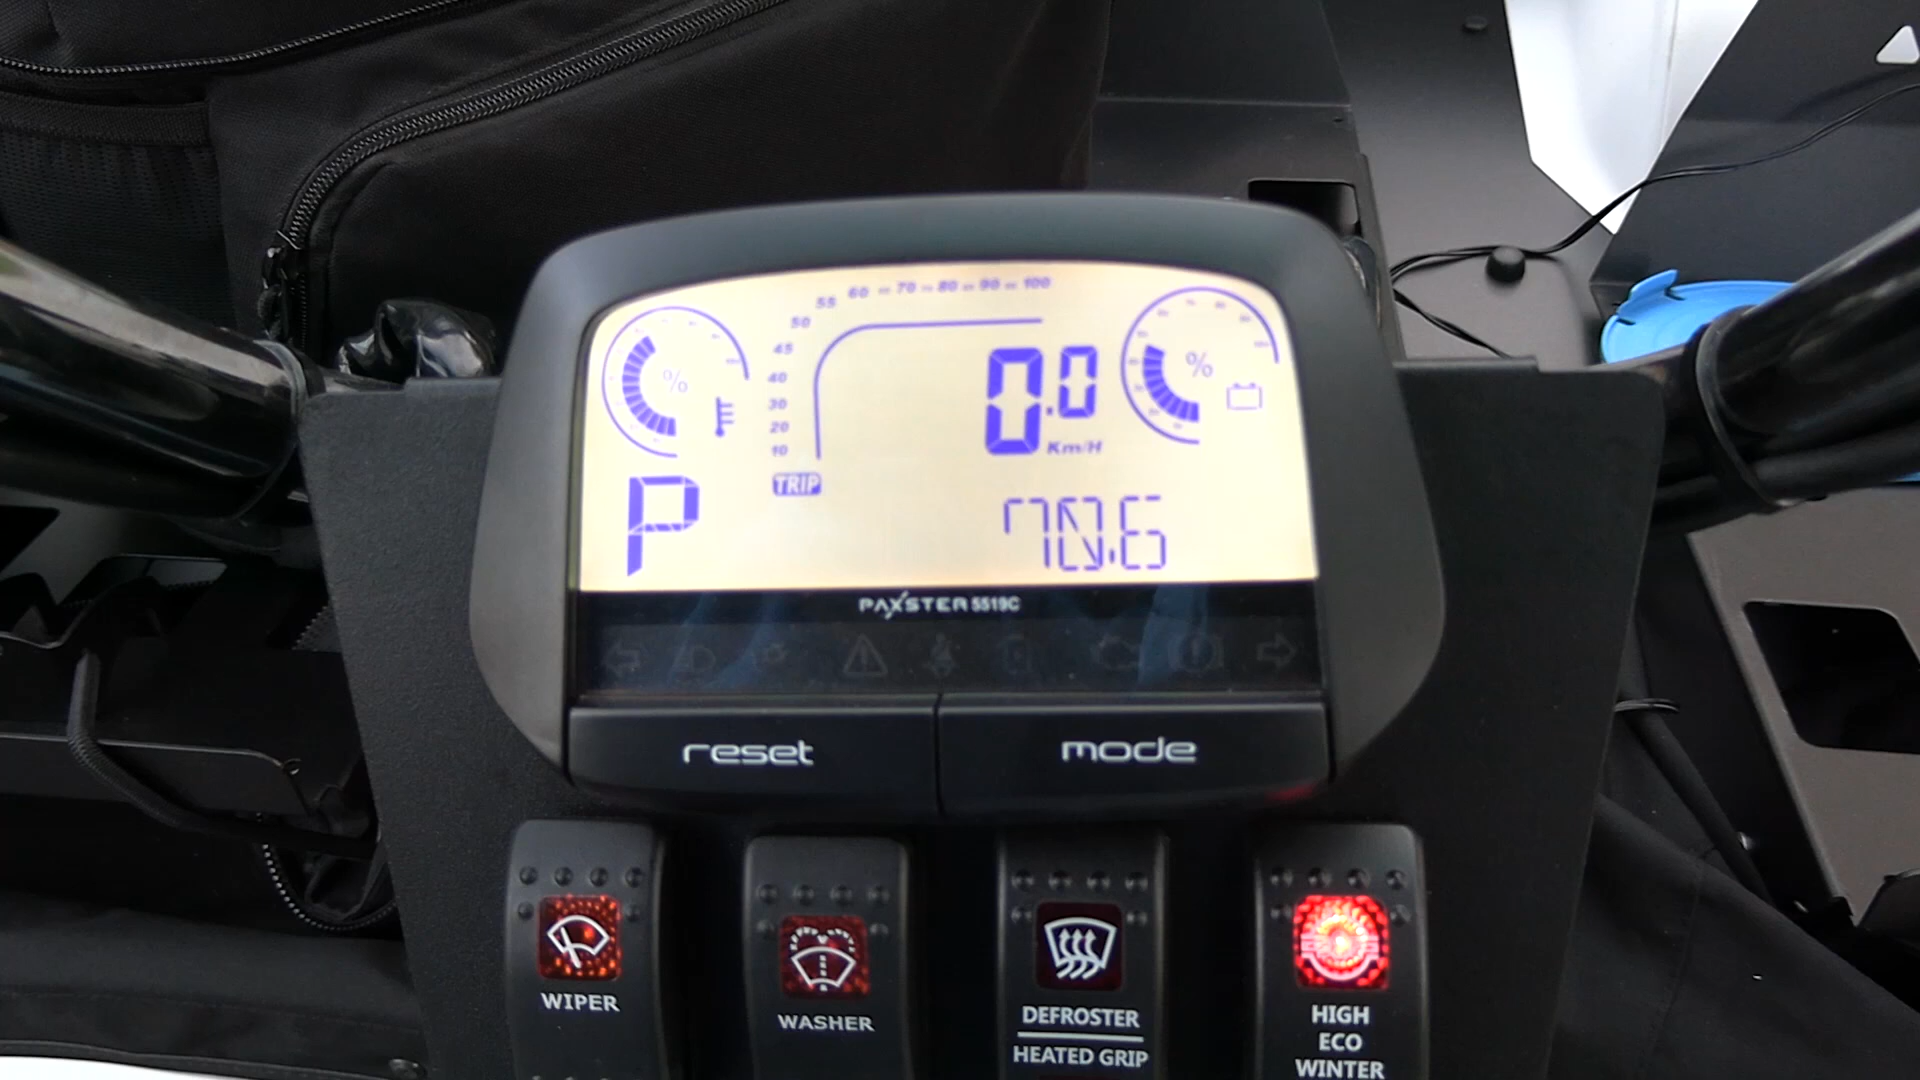 55 60 70 80 90 100
50
45
40
30
20
10
%
0.0
Km/H
%
P
TRIP
70.6
PAXSTER 5519C
reset
mode
WIPER
WASHER
DEFROSTER
HEATED GRIP
HIGH
ECO
WINTER